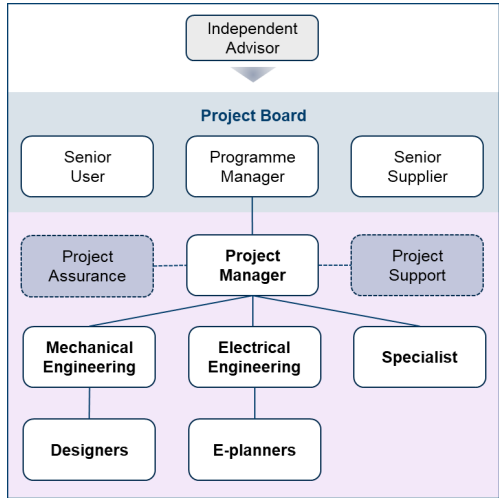 Independent
Advisor
Project Board
Senior
User
Programme
Manager
Senior
Supplier
Project
Assurance
Project
Manager
Project
Support
Mechanical
Engineering
Electrical
Engineering
Specialist
Designers
E-planners